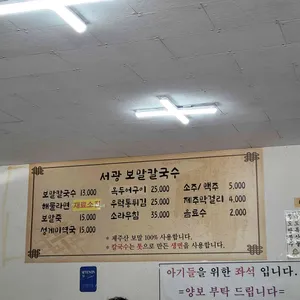 서광 보말칼국수
보말칼국수 13,000
해물라면 재료소진
보말죽 15,000
성게미역국 15,000
옥돔구이 25,000
우럭튀김 25,000
소라무침 35,000
소주/맥주 5,000
제주막걸리 4,000
음료수 2,000
※ 제주산 보말 100% 사용합니다.
※ 칼국수는 톳으로 만든 생면을 사용합니다.
아기들을 위한 좌석 입니다.
=양보 부탁 드립니다=